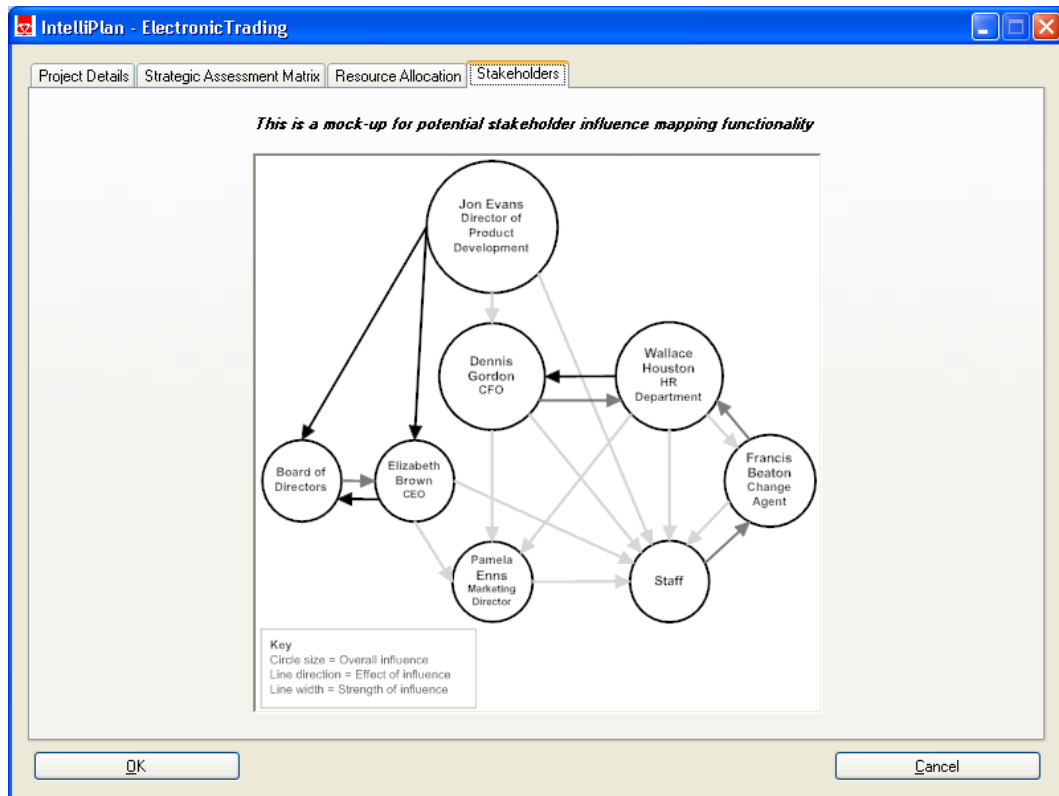 IntelliPlan - ElectronicTrading
Project Details
Strategic Assessment Matrix
Resource Allocation
Stakeholders
This is a mock-up for potential stakeholder influence mapping functionality
Jon Evans
Director of
Product
Development
Dennis
Gordon
CFO
Wallace
Houston
HR
Department
Board of
Directors
Elizabeth
Brown
CEO
Francis
Beaton
Change
Agent
Pamela
Enns
Marketing
Director
Staff
Key
Circle size = Overall influence
Line direction = Effect of influence
Line width = Strength of influence
OK
Cancel